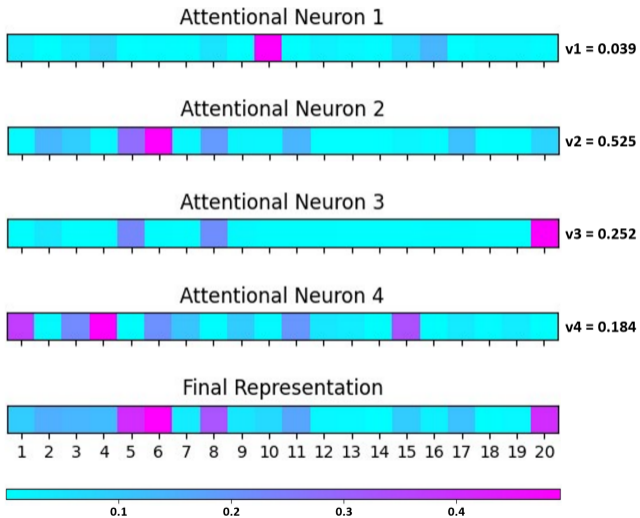 Attentional Neuron 1
v1 = 0.039
Attentional Neuron 2
v2 = 0.525
Attentional Neuron 3
v3 = 0.252
Attentional Neuron 4
v4 = 0.184
Final Representation
1 2 3 4 5 6 7 8 9 10 11 12 13 14 15 16 17 18 19 20
0.1 0.2 0.3 0.4